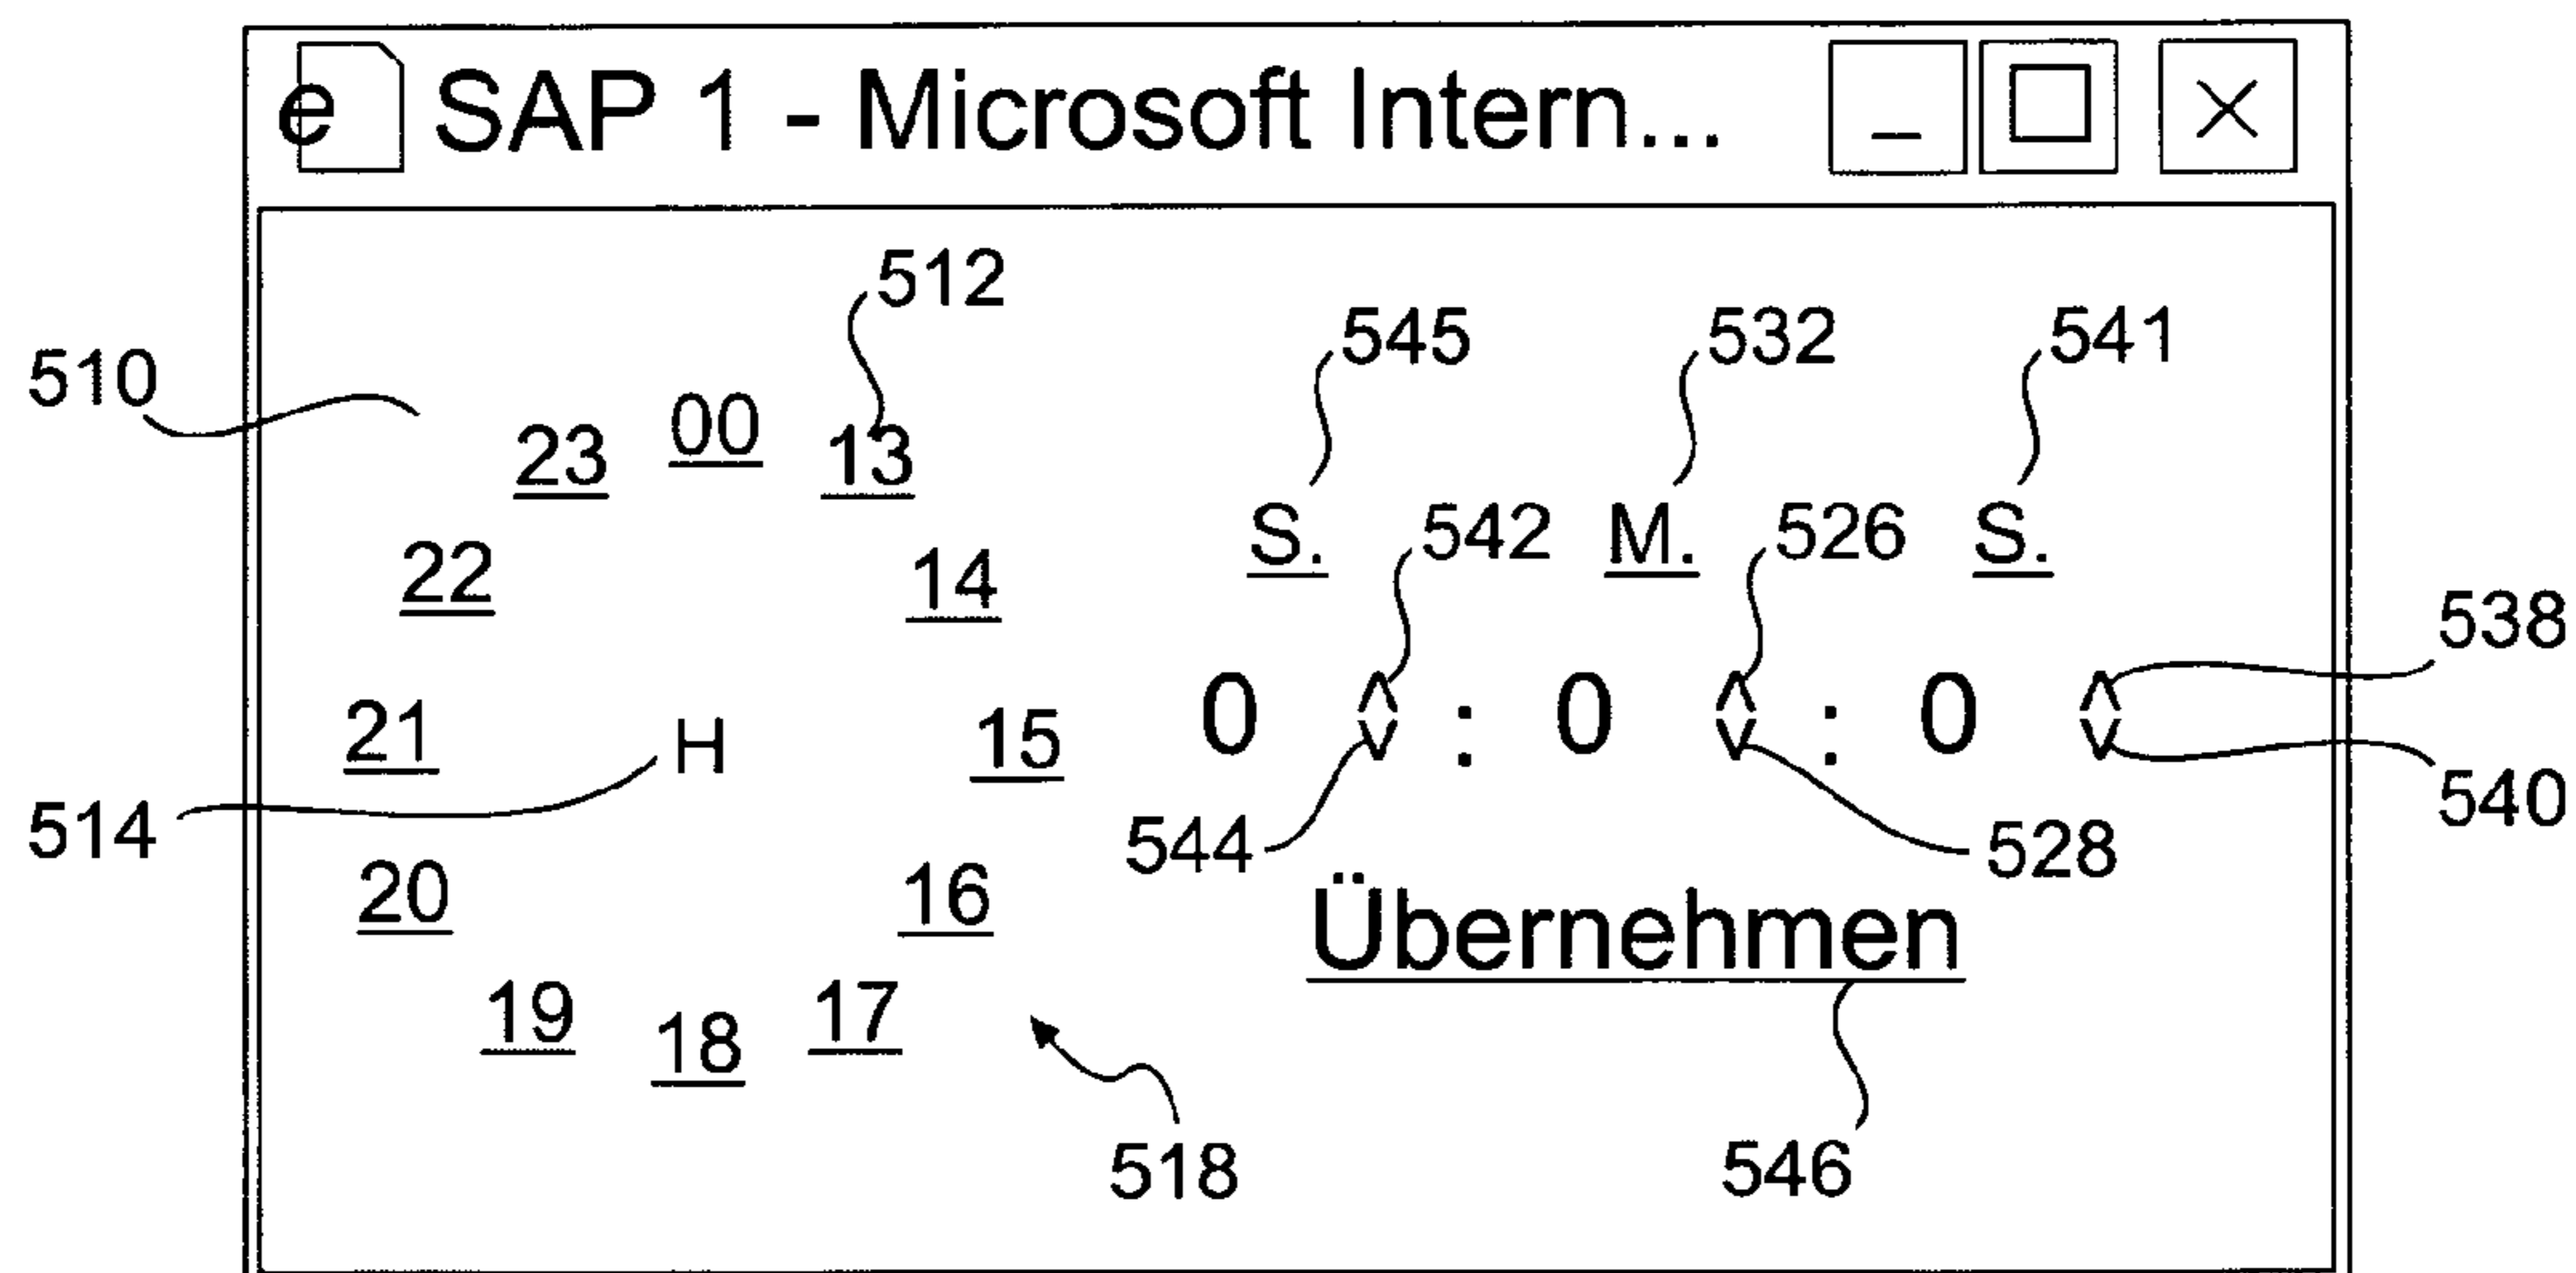 e SAP 1 - Microsoft Intern...
512
545 532 541
510
23 00 13
S. 542 M. 526 S.
22 14
538
21 H 15 0 ^ v : 0 ^ v : 0 ^ v
540
514 544 528
20 16 Übernehmen
19 18 17
518 546